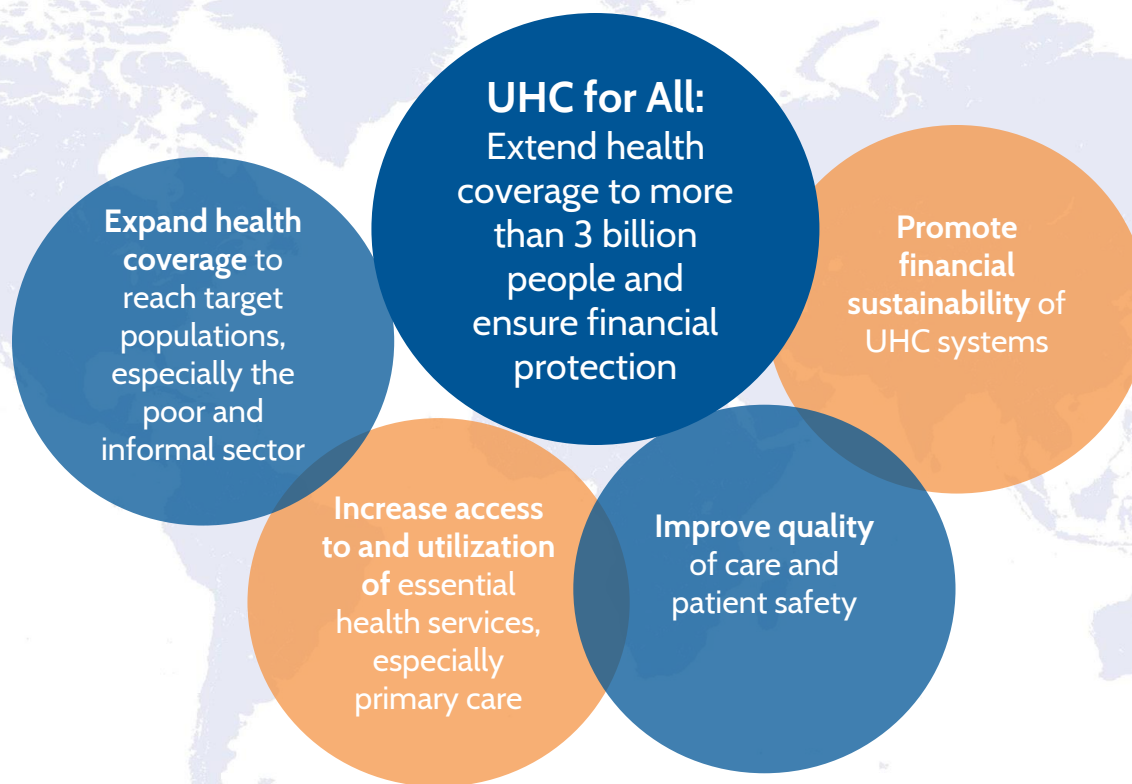 UHC for All:
Extend health
coverage to more
than 3 billion
people and
ensure financial
protection
Expand health
coverage to
reach target
populations,
especially the
poor and
informal sector
Increase access
to and utilization
of essential
health services,
especially
primary care
Improve quality
of care and
patient safety
Promote
financial
sustainability of
UHC systems